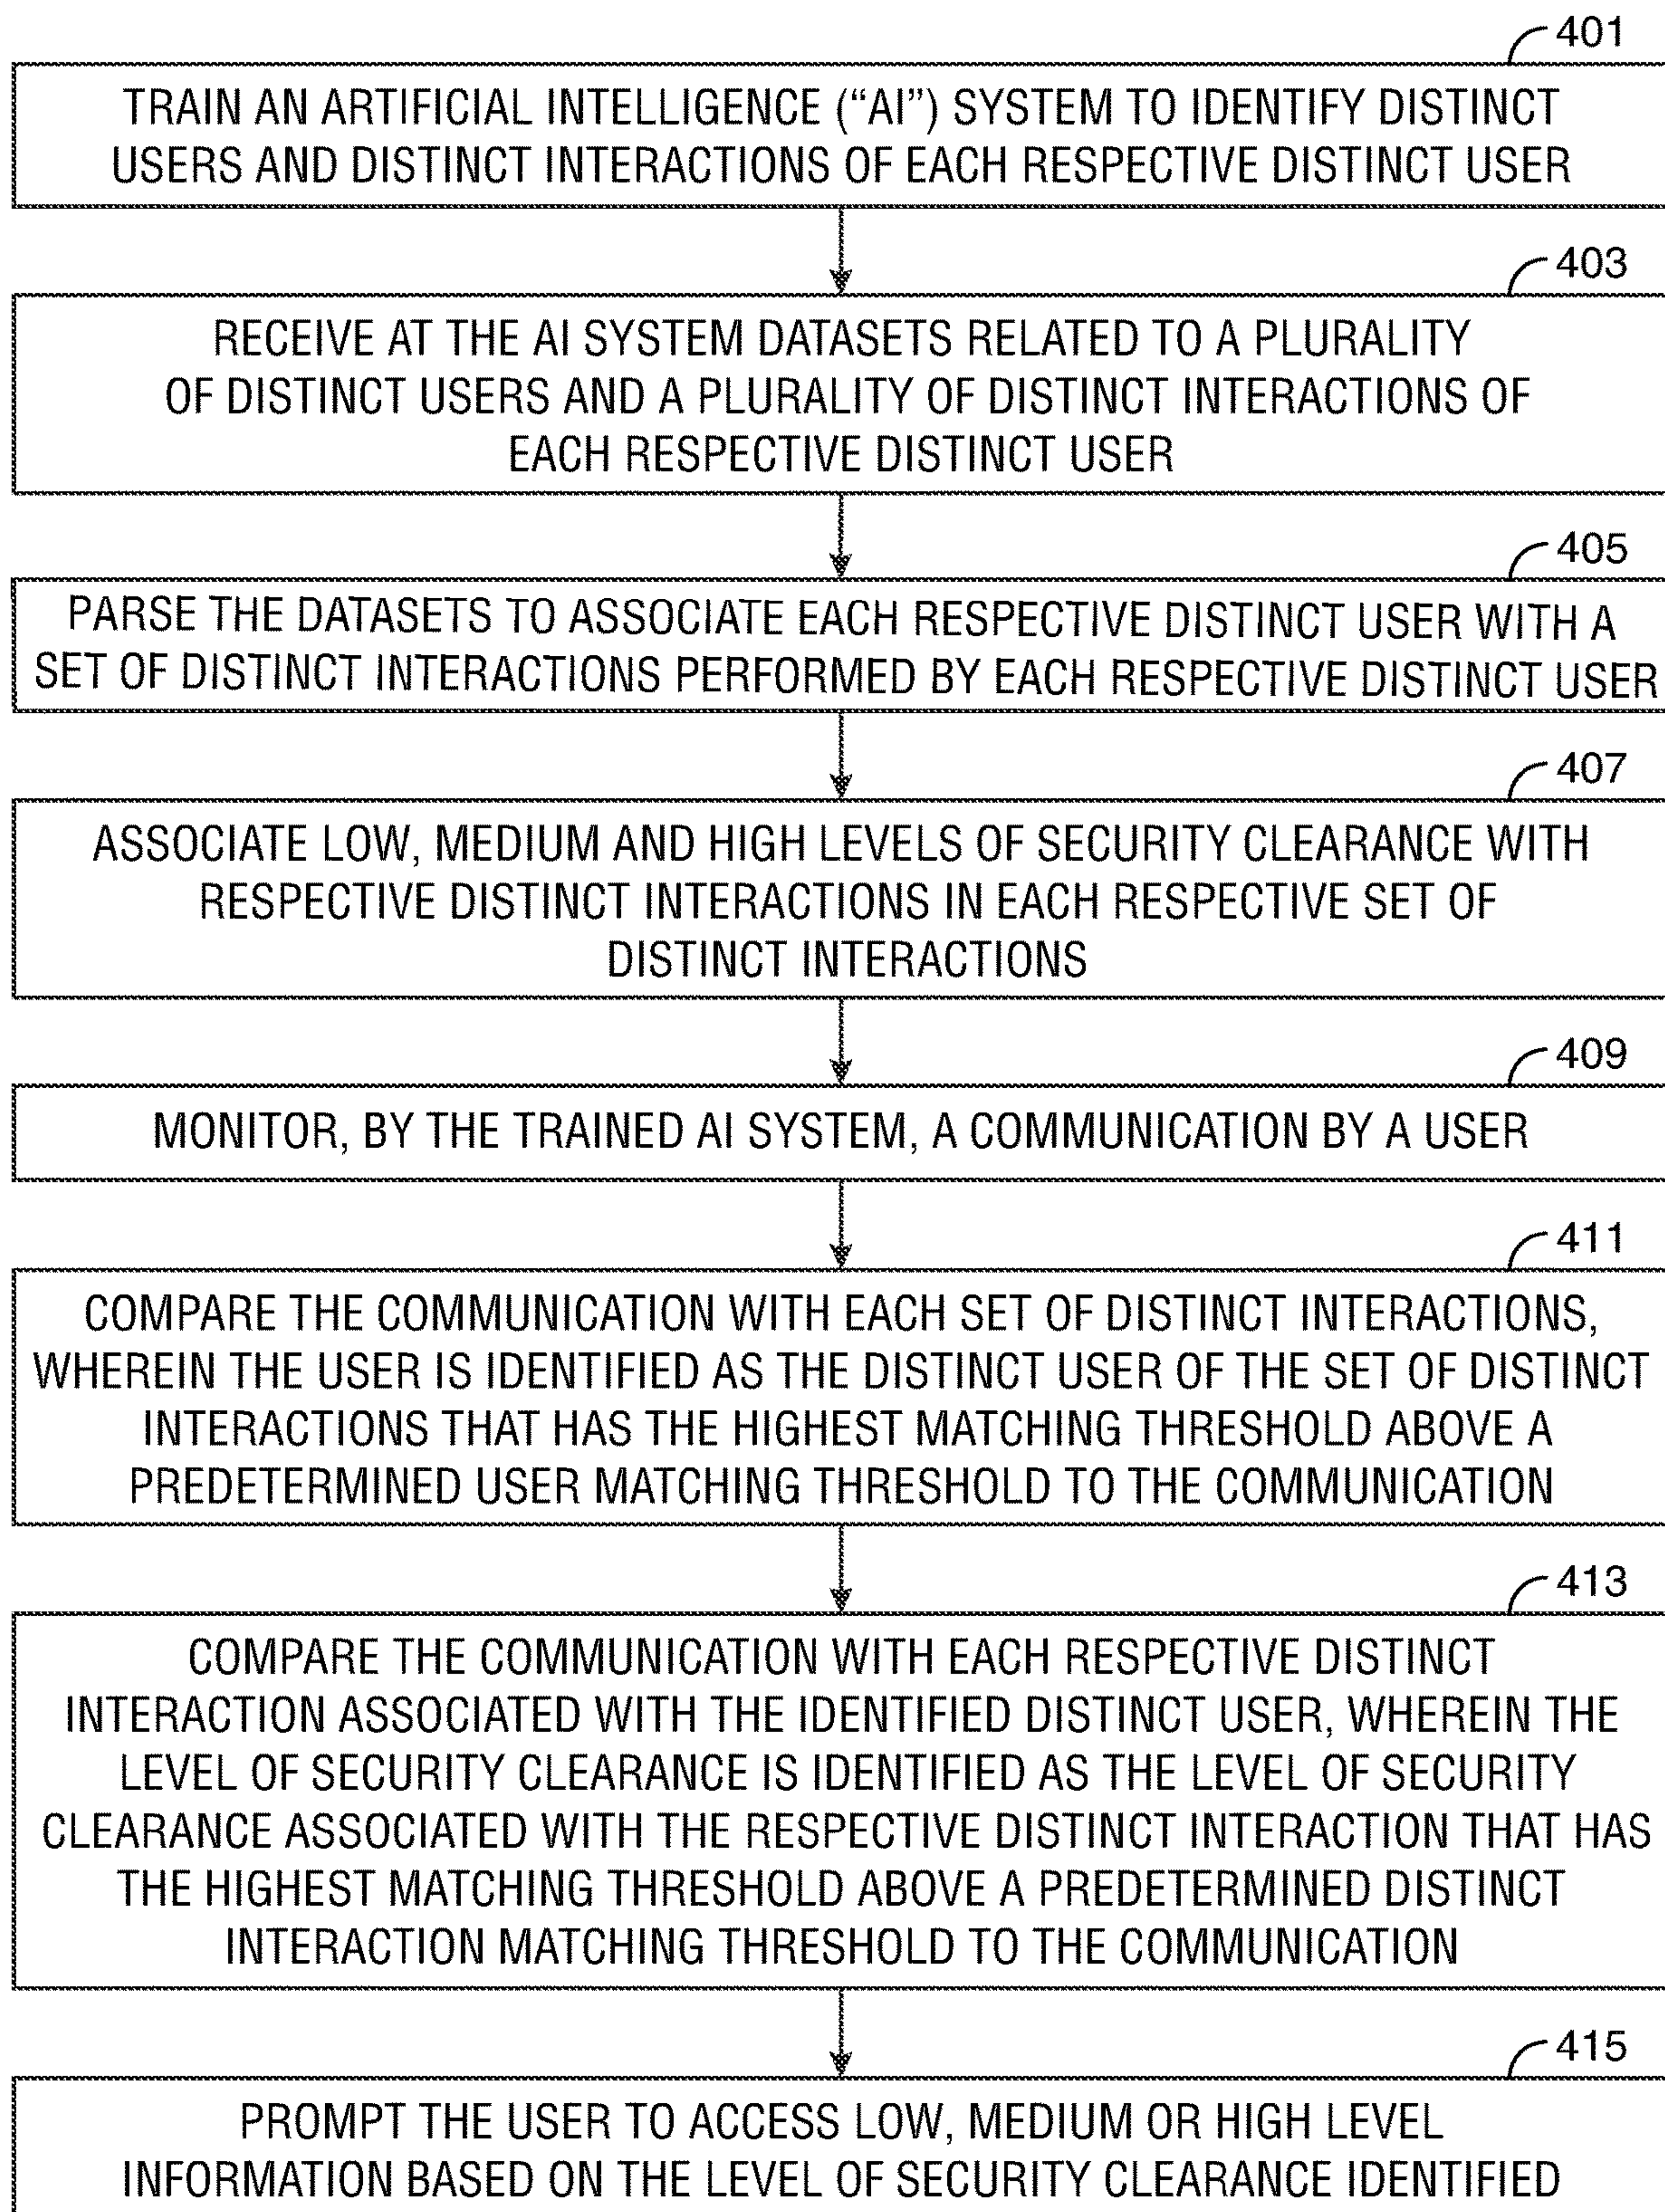 401
TRAIN AN ARTIFICIAL INTELLIGENCE (“AI”) SYSTEM TO IDENTIFY DISTINCT
USERS AND DISTINCT INTERACTIONS OF EACH RESPECTIVE DISTINCT USER
403
RECEIVE AT THE AI SYSTEM DATASETS RELATED TO A PLURALITY
OF DISTINCT USERS AND A PLURALITY OF DISTINCT INTERACTIONS OF
EACH RESPECTIVE DISTINCT USER
405
PARSE THE DATASETS TO ASSOCIATE EACH RESPECTIVE DISTINCT USER WITH A
SET OF DISTINCT INTERACTIONS PERFORMED BY EACH RESPECTIVE DISTINCT USER
407
ASSOCIATE LOW, MEDIUM AND HIGH LEVELS OF SECURITY CLEARANCE WITH
RESPECTIVE DISTINCT INTERACTIONS IN EACH RESPECTIVE SET OF
DISTINCT INTERACTIONS
409
MONITOR, BY THE TRAINED AI SYSTEM, A COMMUNICATION BY A USER
411
COMPARE THE COMMUNICATION WITH EACH SET OF DISTINCT INTERACTIONS,
WHEREIN THE USER IS IDENTIFIED AS THE DISTINCT USER OF THE SET OF DISTINCT
INTERACTIONS THAT HAS THE HIGHEST MATCHING THRESHOLD ABOVE A
PREDETERMINED USER MATCHING THRESHOLD TO THE COMMUNICATION
413
COMPARE THE COMMUNICATION WITH EACH RESPECTIVE DISTINCT
INTERACTION ASSOCIATED WITH THE IDENTIFIED DISTINCT USER, WHEREIN THE
LEVEL OF SECURITY CLEARANCE IS IDENTIFIED AS THE LEVEL OF SECURITY
CLEARANCE ASSOCIATED WITH THE RESPECTIVE DISTINCT INTERACTION THAT HAS
THE HIGHEST MATCHING THRESHOLD ABOVE A PREDETERMINED DISTINCT
INTERACTION MATCHING THRESHOLD TO THE COMMUNICATION
415
PROMPT THE USER TO ACCESS LOW, MEDIUM OR HIGH LEVEL
INFORMATION BASED ON THE LEVEL OF SECURITY CLEARANCE IDENTIFIED